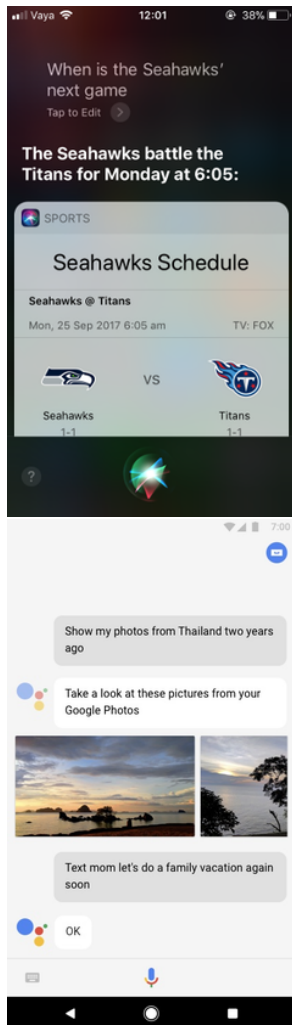 Vaya 12:01 38%
When is the Seahawks'
next game
Tap to Edit
The Seahawks battle the
Titans for Monday at 6:05:
SPORTS
Seahawks Schedule
Seahawks @ Titans
Mon, 25 Sep 2017 6:05 am TV: FOX
VS
Seahawks Titans
1-1 1-1
?
7:00
Show my photos from Thailand two years
ago
Take a look at these pictures from your
Google Photos
Text mom let's do a family vacation again
soon
OK